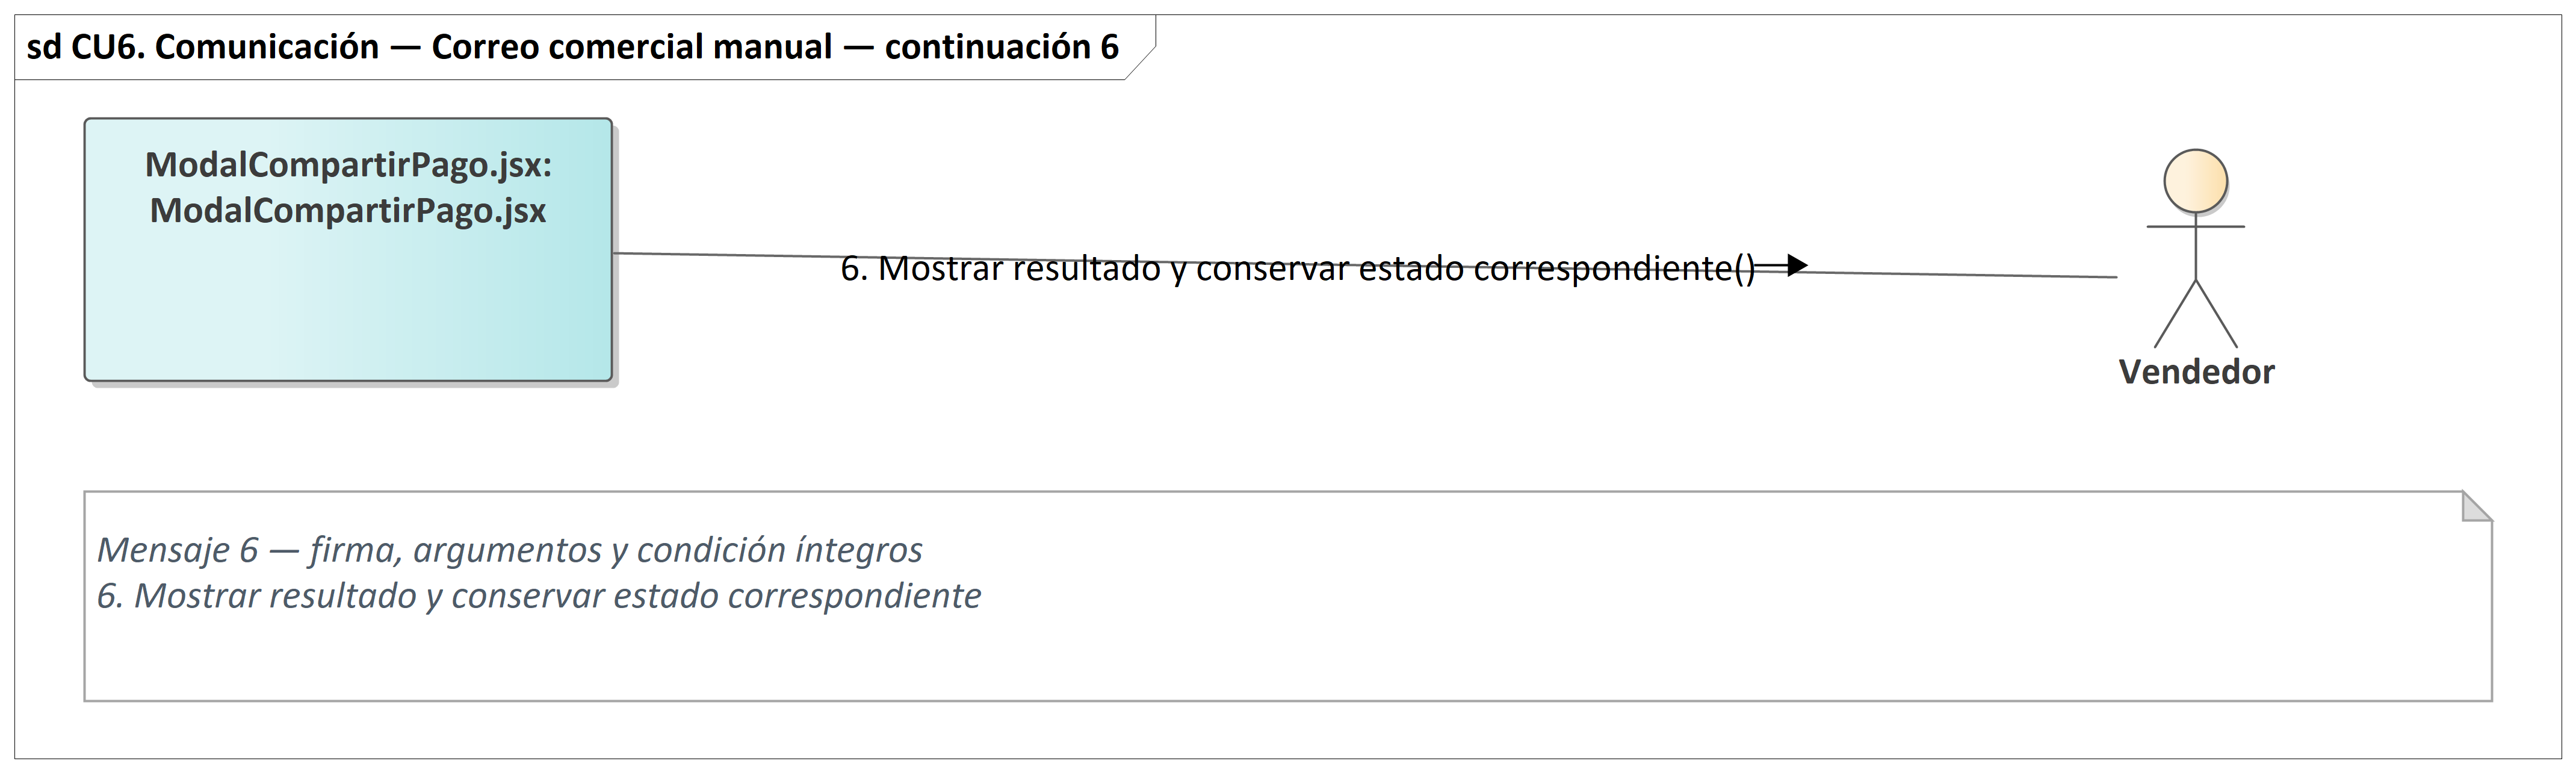 sd CU6. Comunicación — Correo comercial manual — continuación 6
ModalCompartirPago.jsx:
ModalCompartirPago.jsx
6. Mostrar resultado y conservar estado correspondiente()
Vendedor
Mensaje 6 — firma, argumentos y condición íntegros
6. Mostrar resultado y conservar estado correspondiente